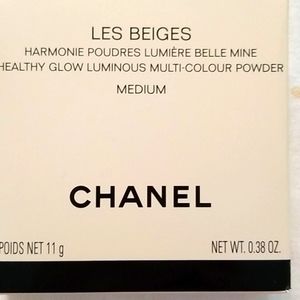 LES BEIGES
HARMONIE POUDRES LUMIÈRE BELLE MINE
HEALTHY GLOW LUMINOUS MULTI-COLOUR POWDER
MEDIUM
CHANEL
POIDS NET 11 g NET WT. 0.38 OZ.